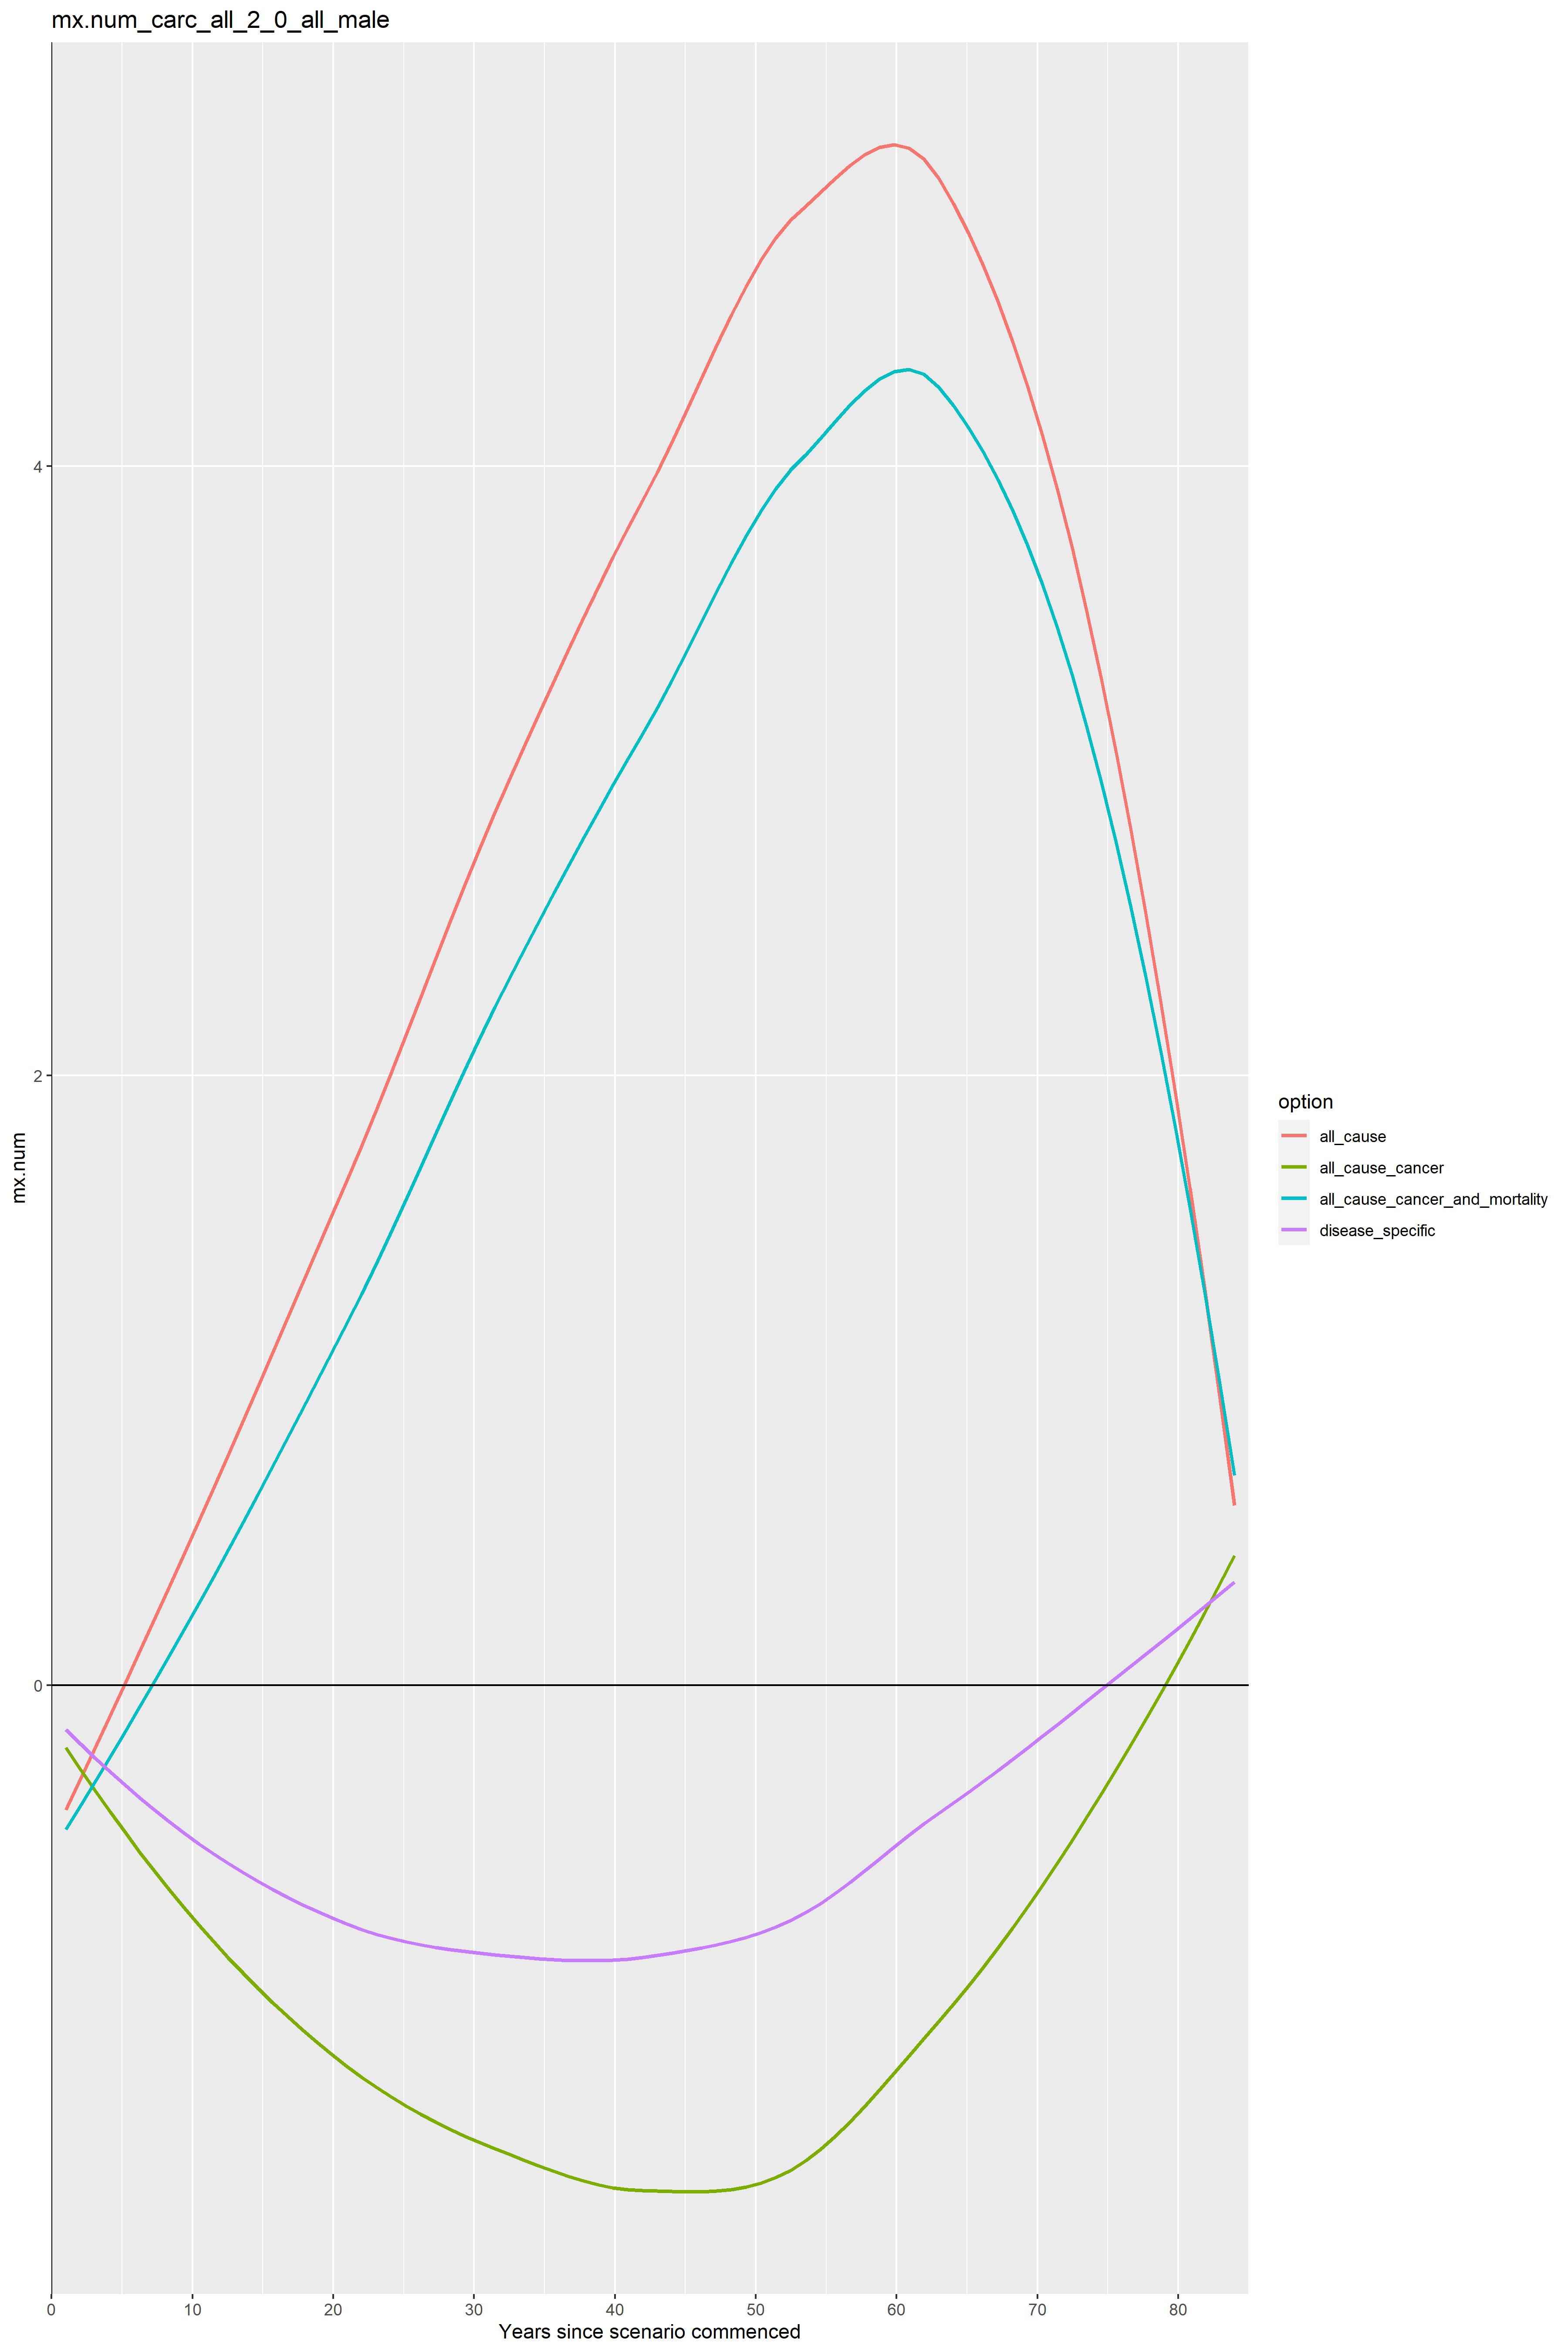 mx.num_carc_all_2_0_all_male
4
2
0
mx.num
0 10 20 30 40 50 60 70 80
Years since scenario commenced
option
all_cause
all_cause_cancer
all_cause_cancer_and_mortality
disease_specific